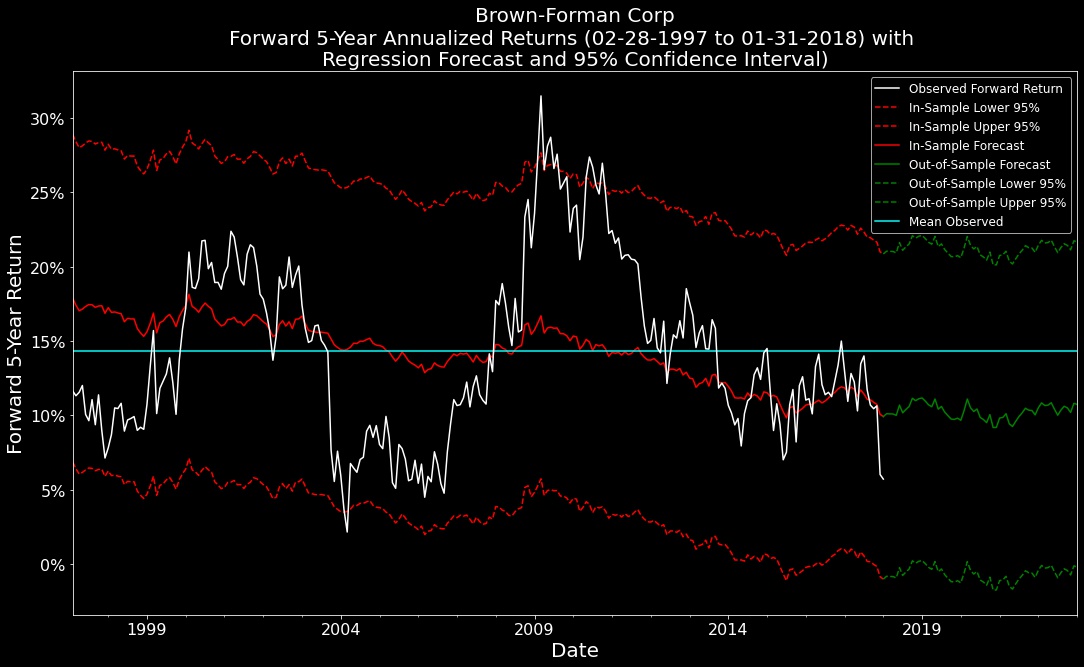 Brown-Forman Corp
Forward 5-Year Annualized Returns (02-28-1997 to 01-31-2018) with
Regression Forecast and 95% Confidence Interval)
Observed Forward Return
In-Sample Lower 95%
In-Sample Upper 95%
In-Sample Forecast
Out-of-Sample Forecast
Out-of-Sample Lower 95%
Out-of-Sample Upper 95%
Mean Observed
Forward 5-Year Return
30%
25%
20%
15%
10%
5%
0%
1999 2004 2009 2014 2019
Date